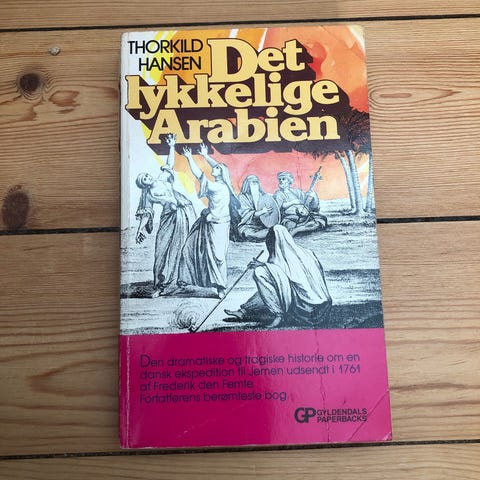 THORKILD
HANSEN
Det
lykkelige
Arabien
Den dramatiske og tragiske historie om en
dansk ekspedition til Jemen udsendt i 1761
af Frederik den Femte.
Forfatterens berømteste bog.
GP GYLDENDALS
PAPERBACKS